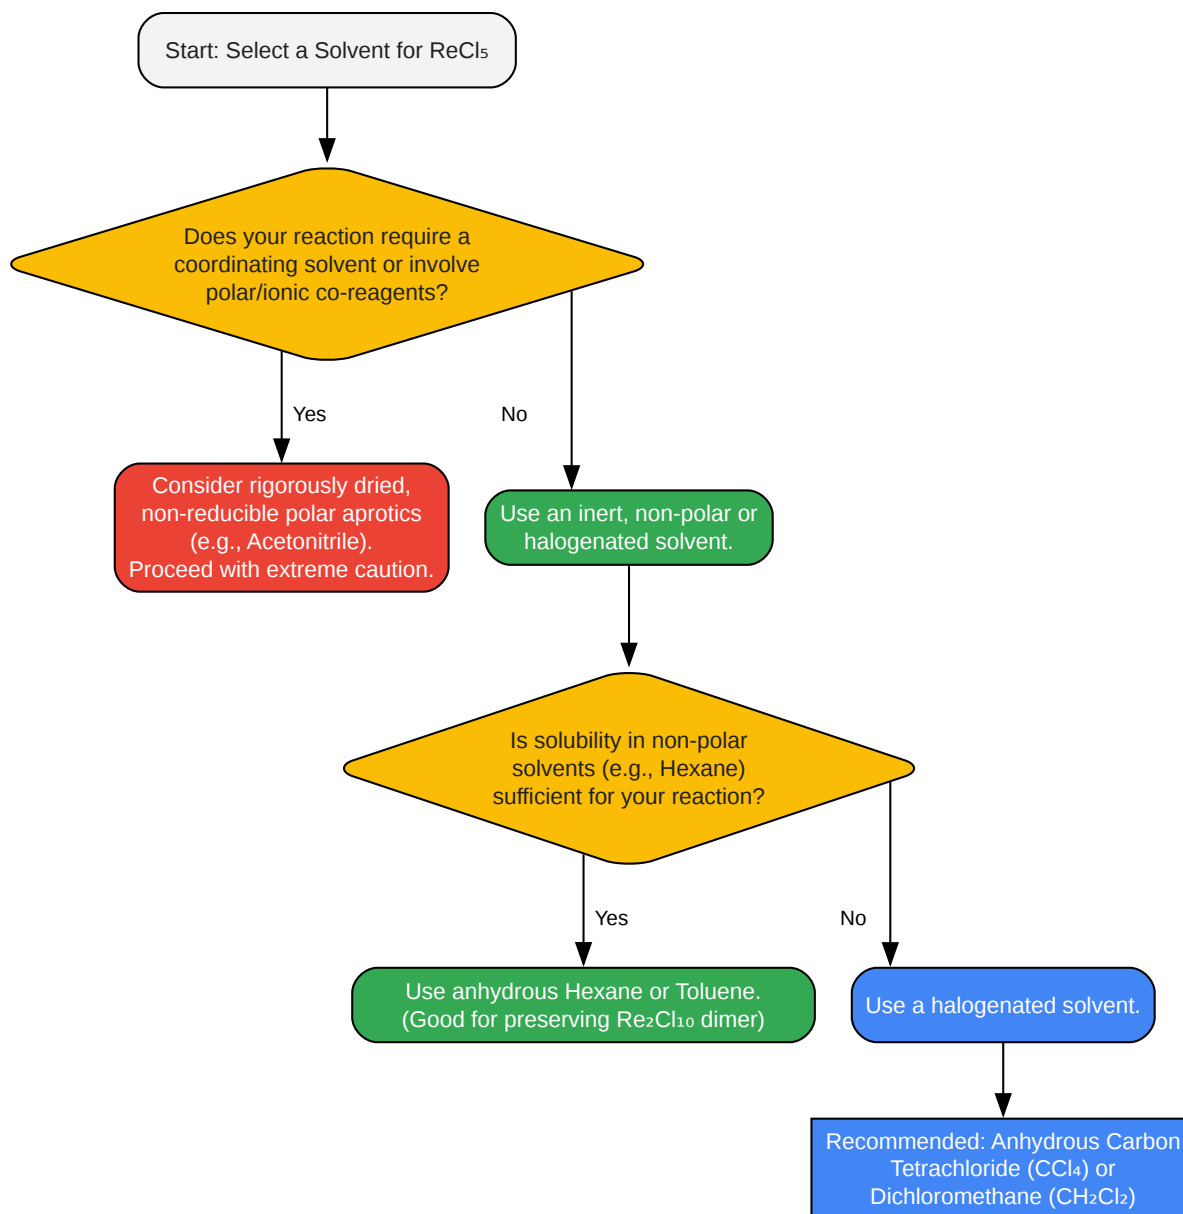 Start: Select a Solvent for ReCl₅
Does your reaction require a
coordinating solvent or involve
polar/ionic co-reagents?
Yes
No
Consider rigorously dried,
non-reducible polar aprotics
(e.g., Acetonitrile).
Proceed with extreme caution.
Use an inert, non-polar or
halogenated solvent.
Is solubility in non-polar
solvents (e.g., Hexane)
sufficient for your reaction?
Yes
No
Use anhydrous Hexane or Toluene.
(Good for preserving Re₂Cl₁₀ dimer)
Use a halogenated solvent.
Recommended: Anhydrous Carbon
Tetrachloride (CCl₄) or
Dichloromethane (CH₂Cl₂)